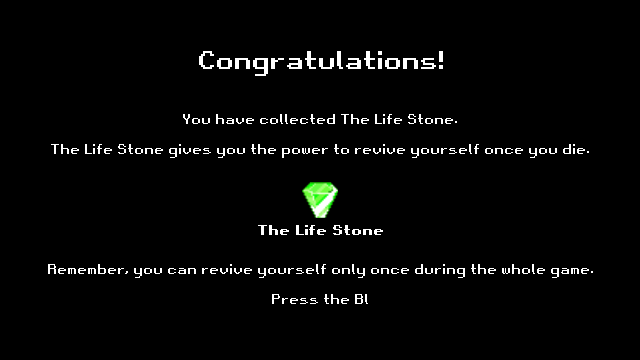 Congratulations!
You have collected The Life Stone.
The Life Stone gives you the power to revive yourself once you die.
The Life Stone
Remember, you can revive yourself only once during the whole game.
Press the Bl